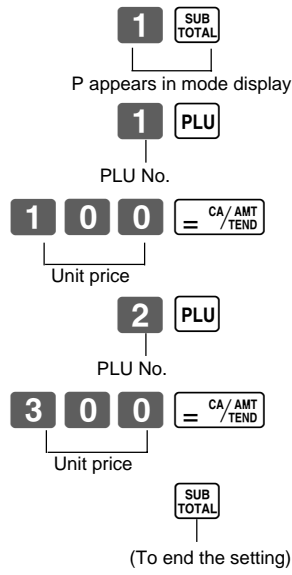 1 SUB TOTAL
P appears in mode display
1 PLU
PLU No.
1 0 0 = CA/AMT TEND
Unit price
2 PLU
PLU No.
3 0 0 = CA/AMT TEND
Unit price
SUB TOTAL
(To end the setting)